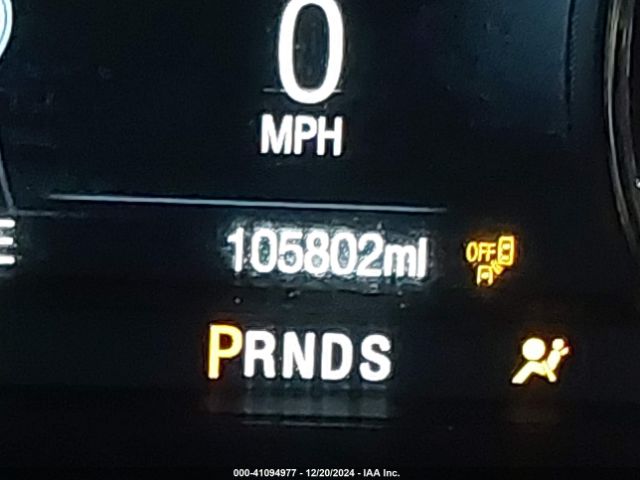 0
MPH
E
105802mi
OFF
PRNDS
000-41094977 - 12/20/2024 - IAA Inc.